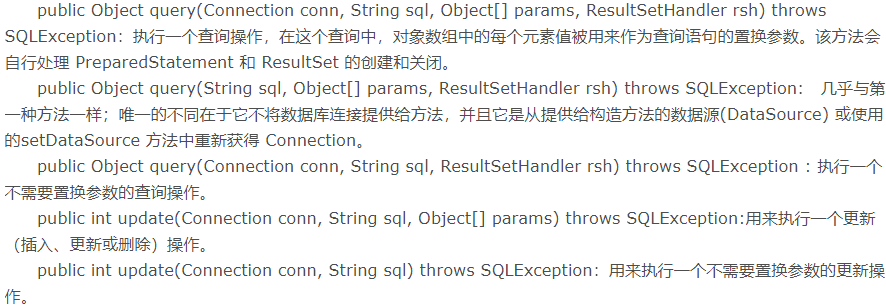 public Object query(Connection conn, String sql, Object[] params, ResultSetHandler rsh) throws
SQLException：执行一个查询操作，在这个查询中，对象数组中的每个元素值被用来作为查询语句的置换参数。该方法会
自行处理 PreparedStatement 和 ResultSet 的创建和关闭。
public Object query(String sql, Object[] params, ResultSetHandler rsh) throws SQLException：  几乎与第
一种方法一样；唯一的不同在于它不将数据库连接提供给方法，并且它是从提供给构造方法的数据源(DataSource) 或使用
的setDataSource 方法中重新获得 Connection。
public Object query(Connection conn, String sql, ResultSetHandler rsh) throws SQLException : 执行一个
不需要置换参数的查询操作。
public int update(Connection conn, String sql, Object[] params) throws SQLException:用来执行一个更新
（插入、更新或删除）操作。
public int update(Connection conn, String sql) throws SQLException：用来执行一个不需要置换参数的更新操
作。